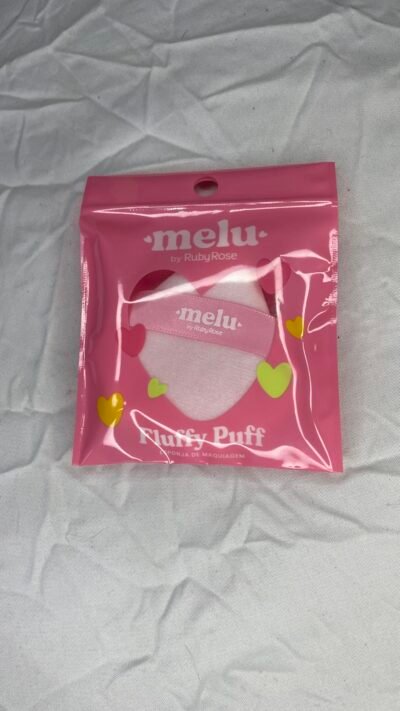 melu
by RubyRose
melu
by RubyRose
Fluffy Puff
ESPONJA DE MAQUIAGEM